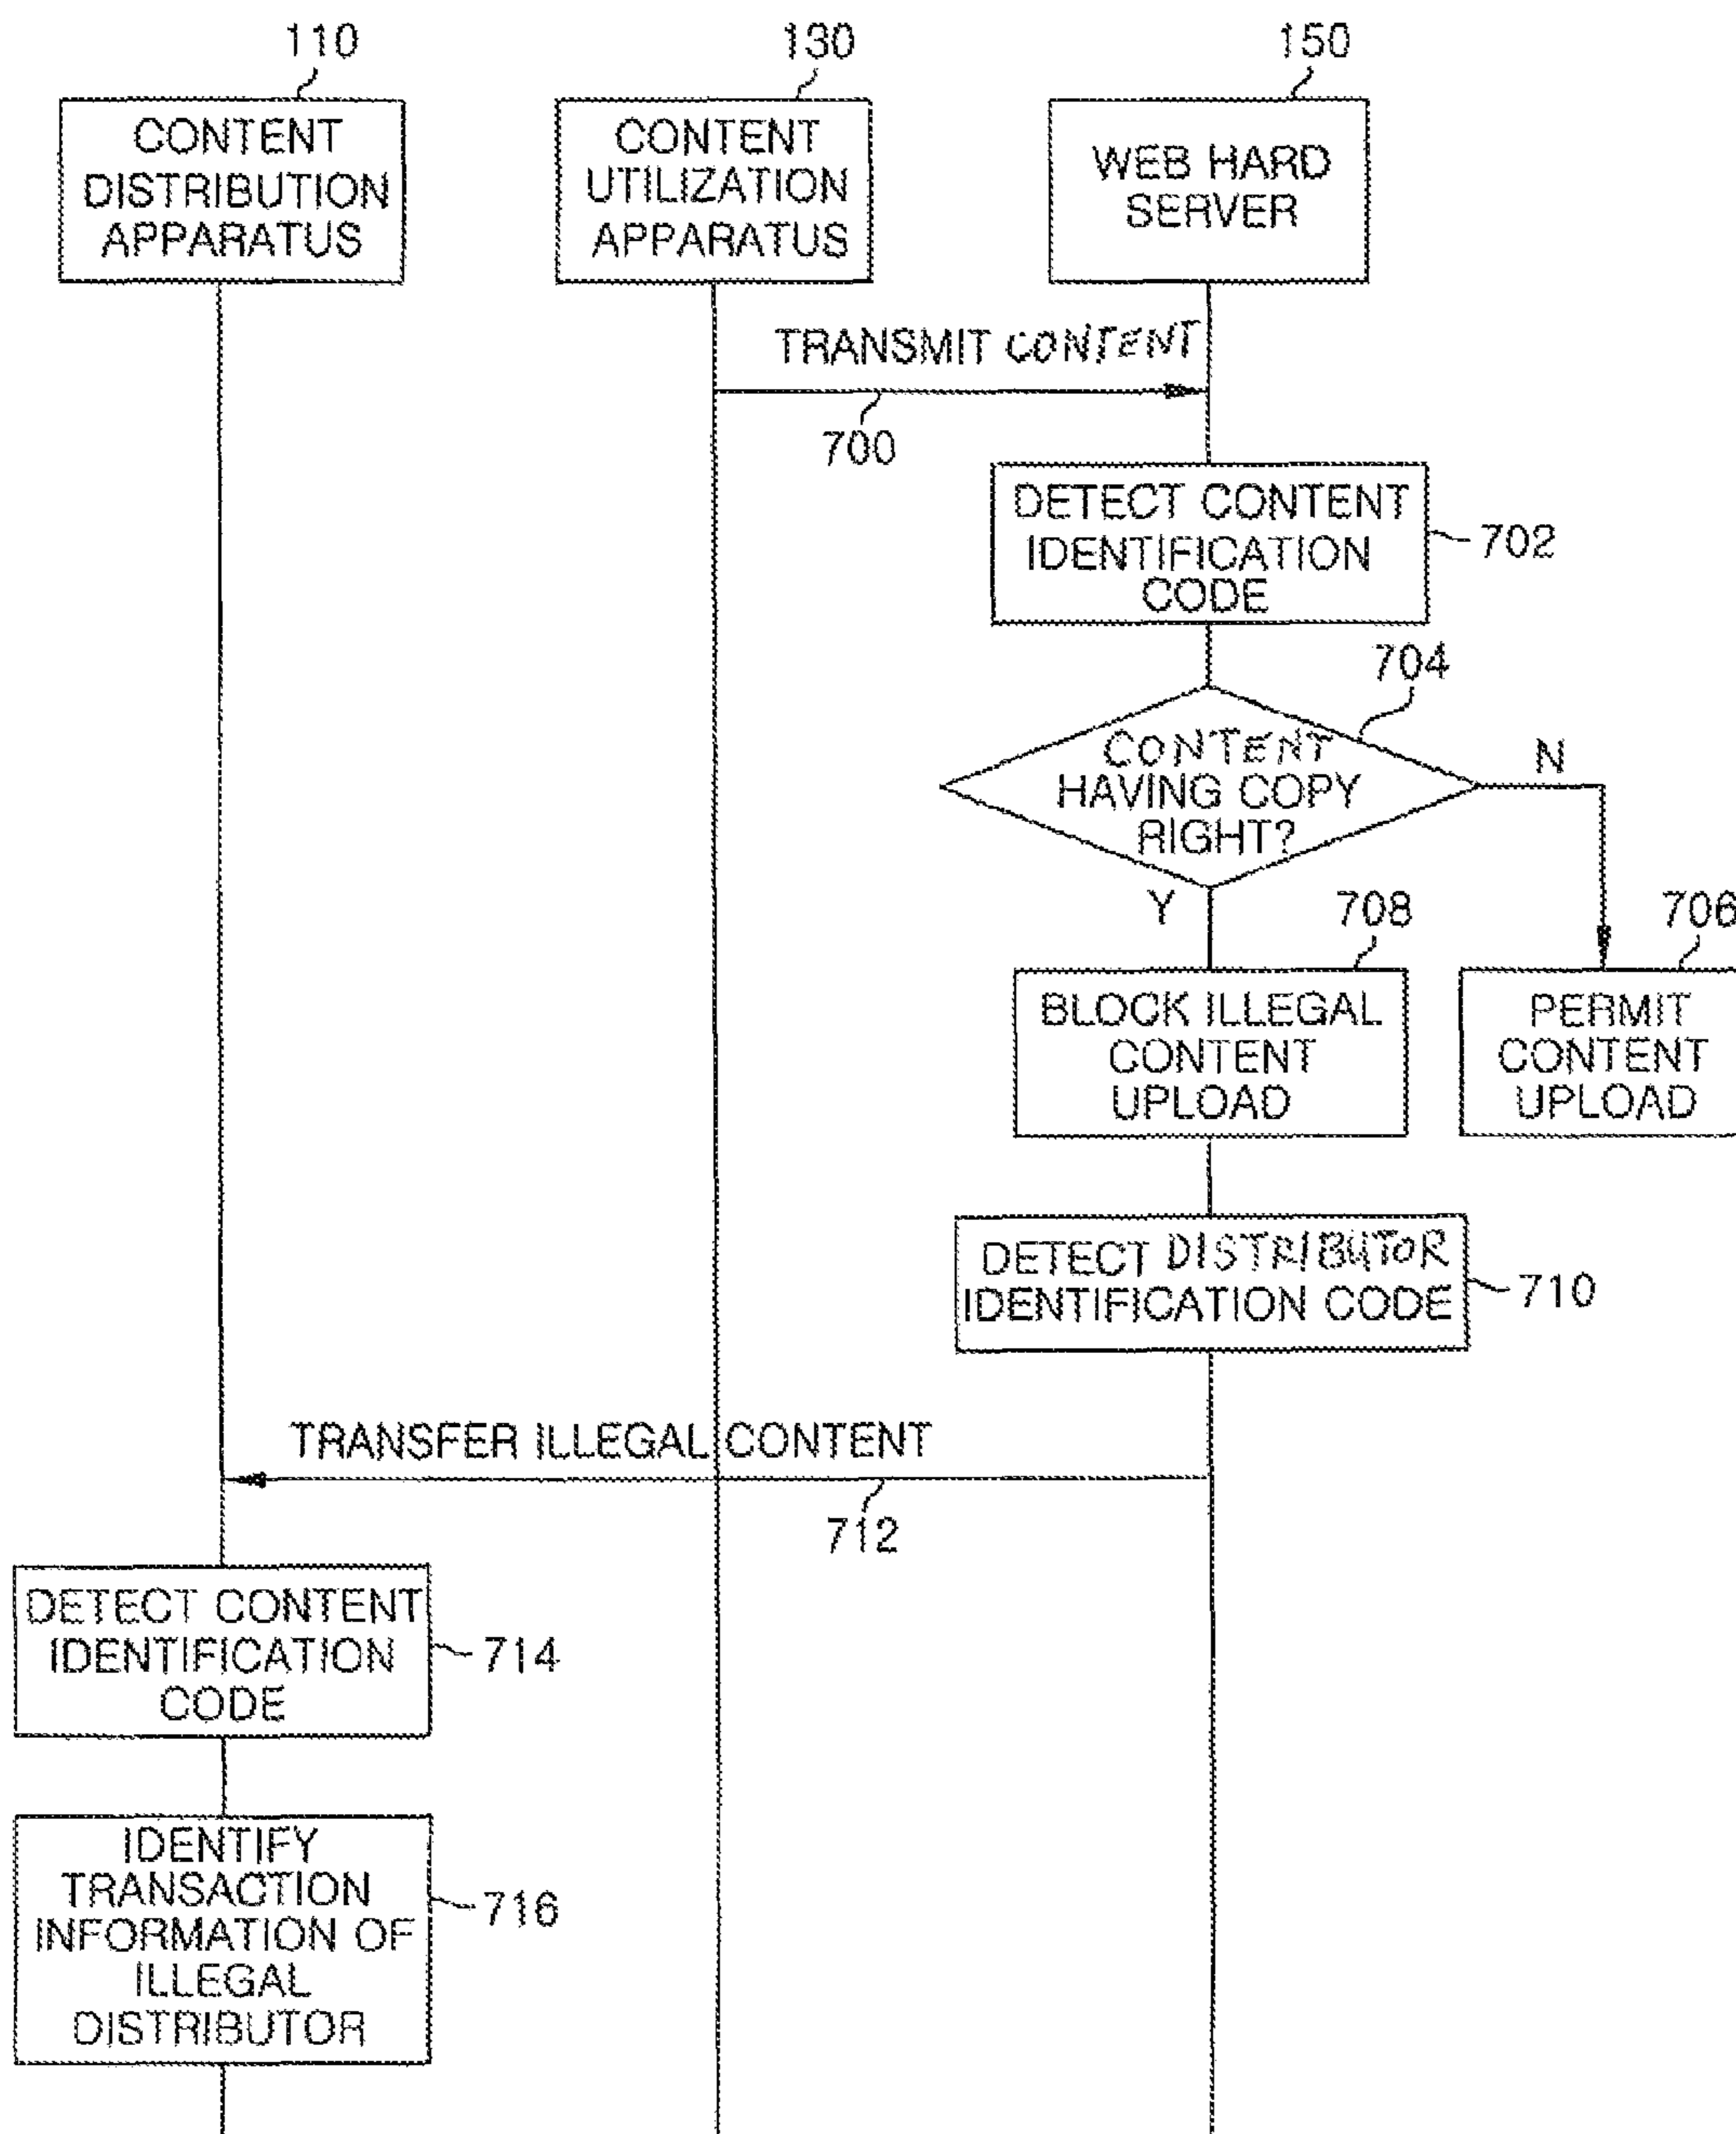 110
130
150
CONTENT
DISTRIBUTION
APPARATUS
CONTENT
UTILIZATION
APPARATUS
WEB HARD
SERVER
TRANSMIT CONTENT
700
DETECT CONTENT
IDENTIFICATION
CODE
702
704
CONTENT
HAVING COPY
RIGHT?
N
Y
708
706
BLOCK ILLEGAL
CONTENT
UPLOAD
PERMIT
CONTENT
UPLOAD
DETECT DISTRIBUTOR
IDENTIFICATION CODE
710
TRANSFER ILLEGAL CONTENT
712
DETECT CONTENT
IDENTIFICATION
CODE
714
IDENTIFY
TRANSACTION
INFORMATION OF
ILLEGAL
DISTRIBUTOR
716